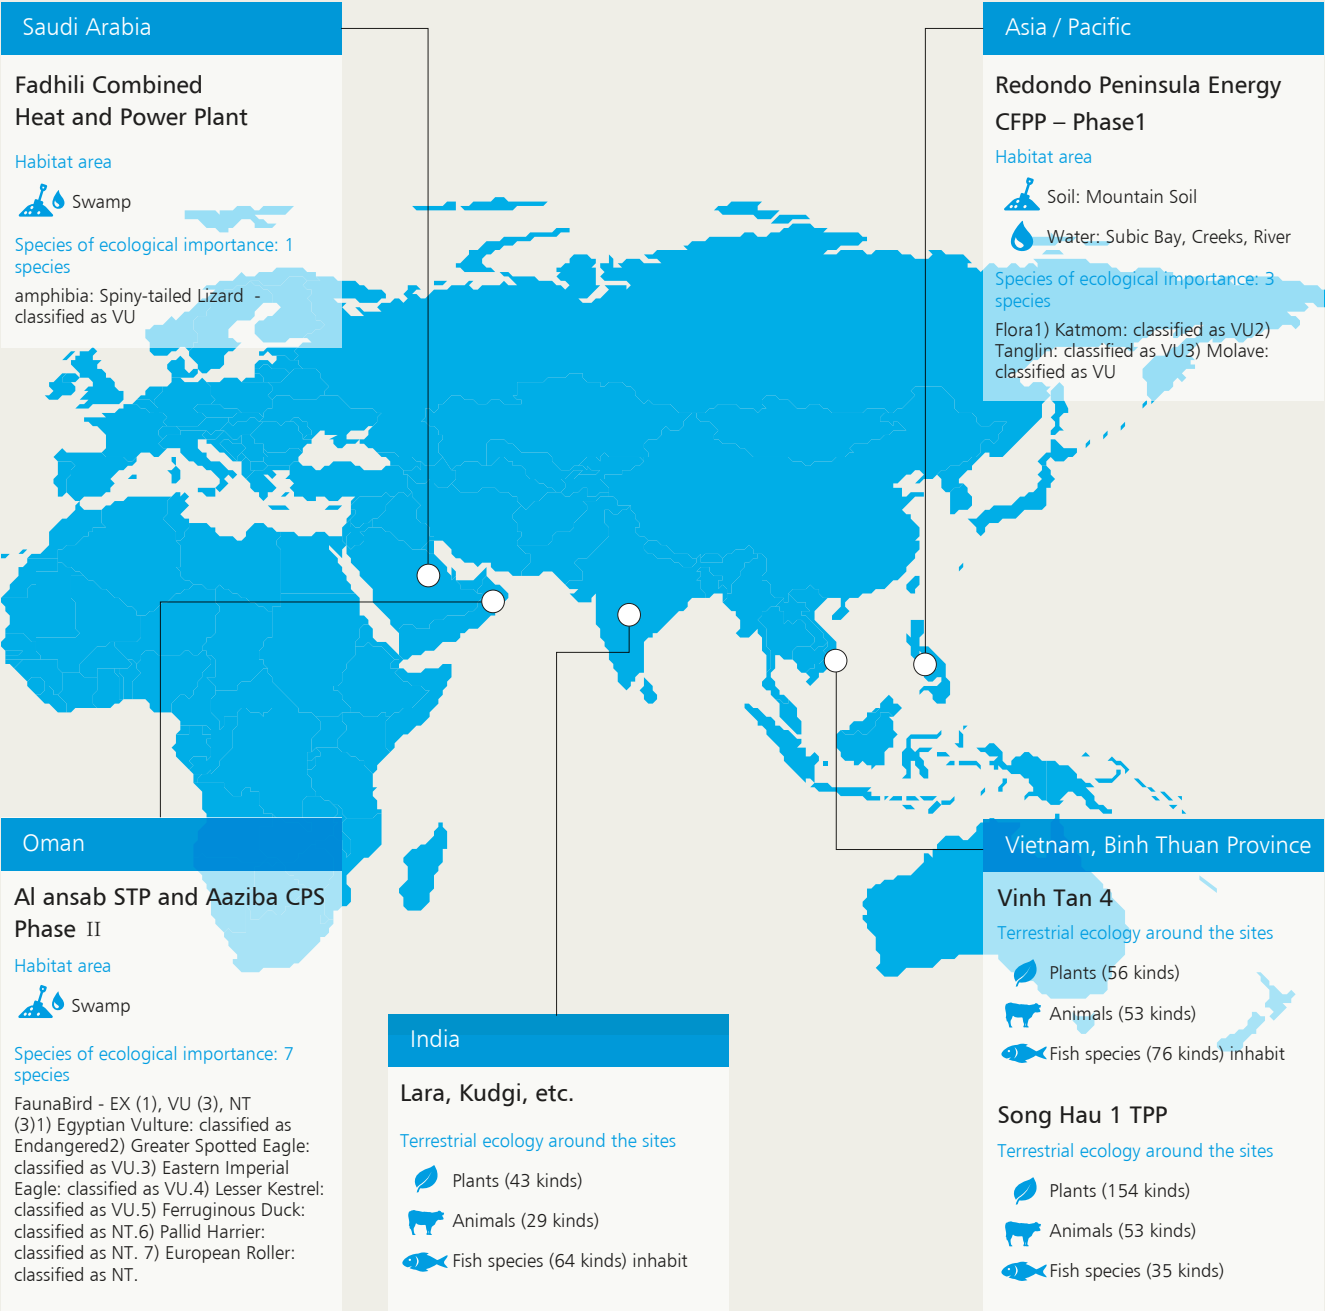 Saudi Arabia
Fadhili Combined
Heat and Power Plant
Habitat area
Swamp
Species of ecological importance: 1
species
amphibia: Spiny-tailed Lizard -
classified as VU
Asia / Pacific
Redondo Peninsula Energy
CFPP – Phase1
Habitat area
Soil: Mountain Soil
Water: Subic Bay, Creeks, River
Species of ecological importance: 3
species
Flora1) Katmom: classified as VU2)
Tanglin: classified as VU3) Molave:
classified as VU
Oman
Al ansab STP and Aaziba CPS
Phase II
Habitat area
Swamp
Species of ecological importance: 7
species
FaunaBird - EX (1), VU (3), NT
(3)1) Egyptian Vulture: classified as
Endangered2) Greater Spotted Eagle:
classified as VU.3) Eastern Imperial
Eagle: classified as VU.4) Lesser Kestrel:
classified as VU.5) Ferruginous Duck:
classified as NT.6) Pallid Harrier:
classified as NT. 7) European Roller:
classified as NT.
India
Lara, Kudgi, etc.
Terrestrial ecology around the sites
Plants (43 kinds)
Animals (29 kinds)
Fish species (64 kinds) inhabit
Vietnam, Binh Thuan Province
Vinh Tan 4
Terrestrial ecology around the sites
Plants (56 kinds)
Animals (53 kinds)
Fish species (76 kinds) inhabit
Song Hau 1 TPP
Terrestrial ecology around the sites
Plants (154 kinds)
Animals (53 kinds)
Fish species (35 kinds)